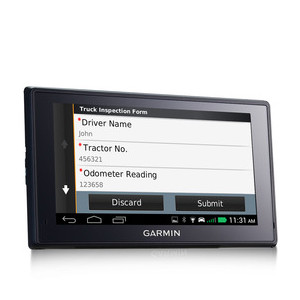 Truck Inspection Form
*Driver Name
John
*Tractor No.
456321
*Odometer Reading
123658
Discard Submit
11:31 AM
GARMIN